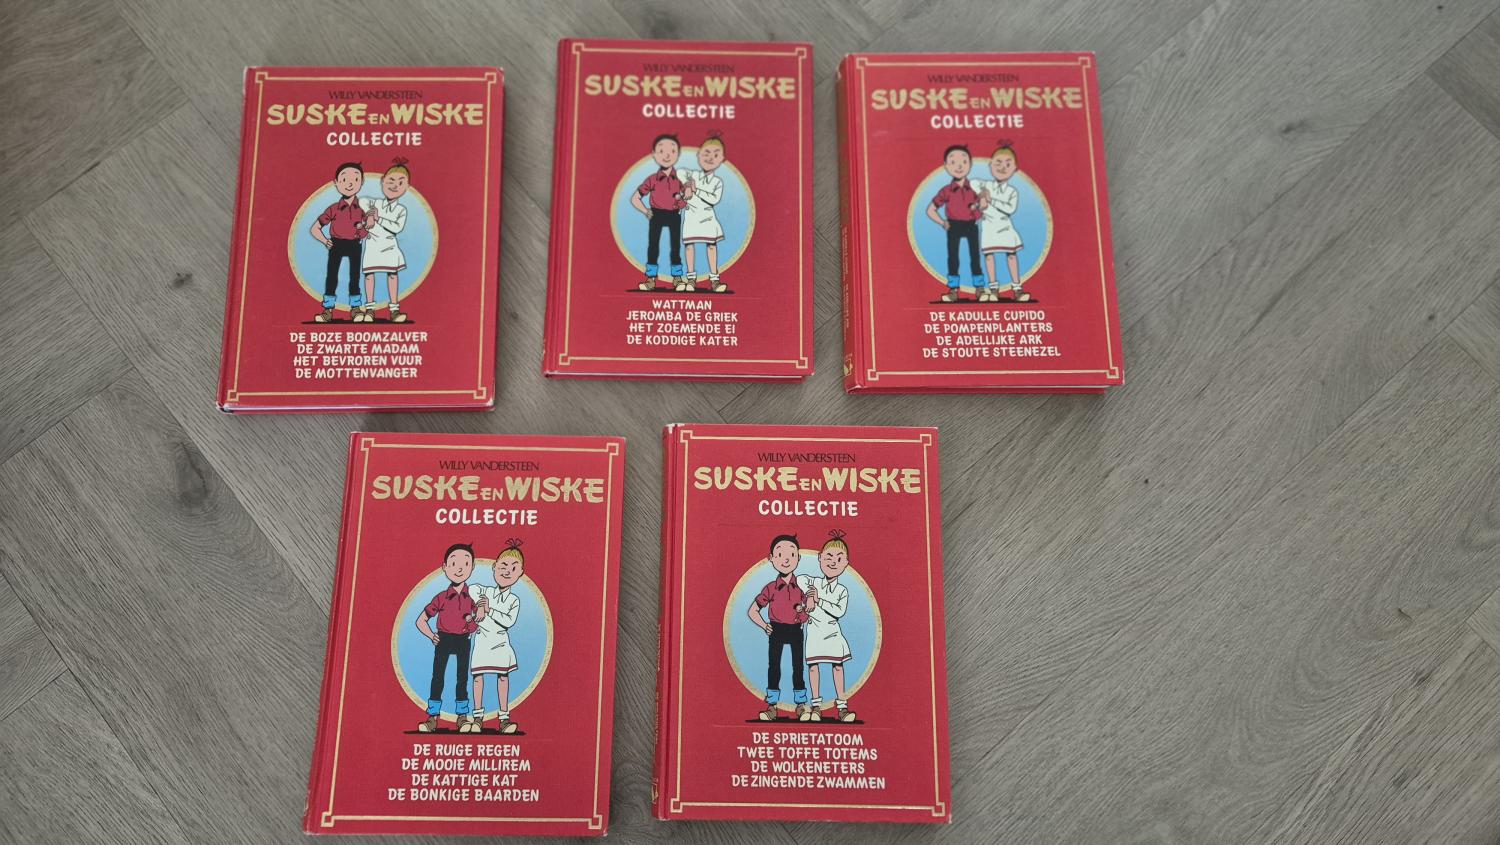 WILLY VANDERSTEEN
SUSKE EN WISKE
COLLECTIE
DE BOZE BOOMZALVER
DE ZWARTE MADAM
HET BEVROREN VUUR
DE MOTTENVANGER
WILLY VANDERSTEEN
SUSKE EN WISKE
COLLECTIE
WATTMAN
JEROMBA DE GRIEK
HET ZOEMENDE EI
DE KODDIGE KATER
WILLY VANDERSTEEN
SUSKE EN WISKE
COLLECTIE
DE KADULLE CUPIDO
DE POMPENPLANTERS
DE ADELLIJKE ARK
DE STOUTE STEENEZEL
WILLY VANDERSTEEN
SUSKE EN WISKE
COLLECTIE
DE RUIGE REGEN
DE MOOIE MILLIREM
DE KATTIGE KAT
DE BONKIGE BAARDEN
WILLY VANDERSTEEN
SUSKE EN WISKE
COLLECTIE
DE SPRIETATOOM
TWEE TOFFE TOTEMS
DE WOLKENETERS
DE ZINGENDE ZWAMMEN